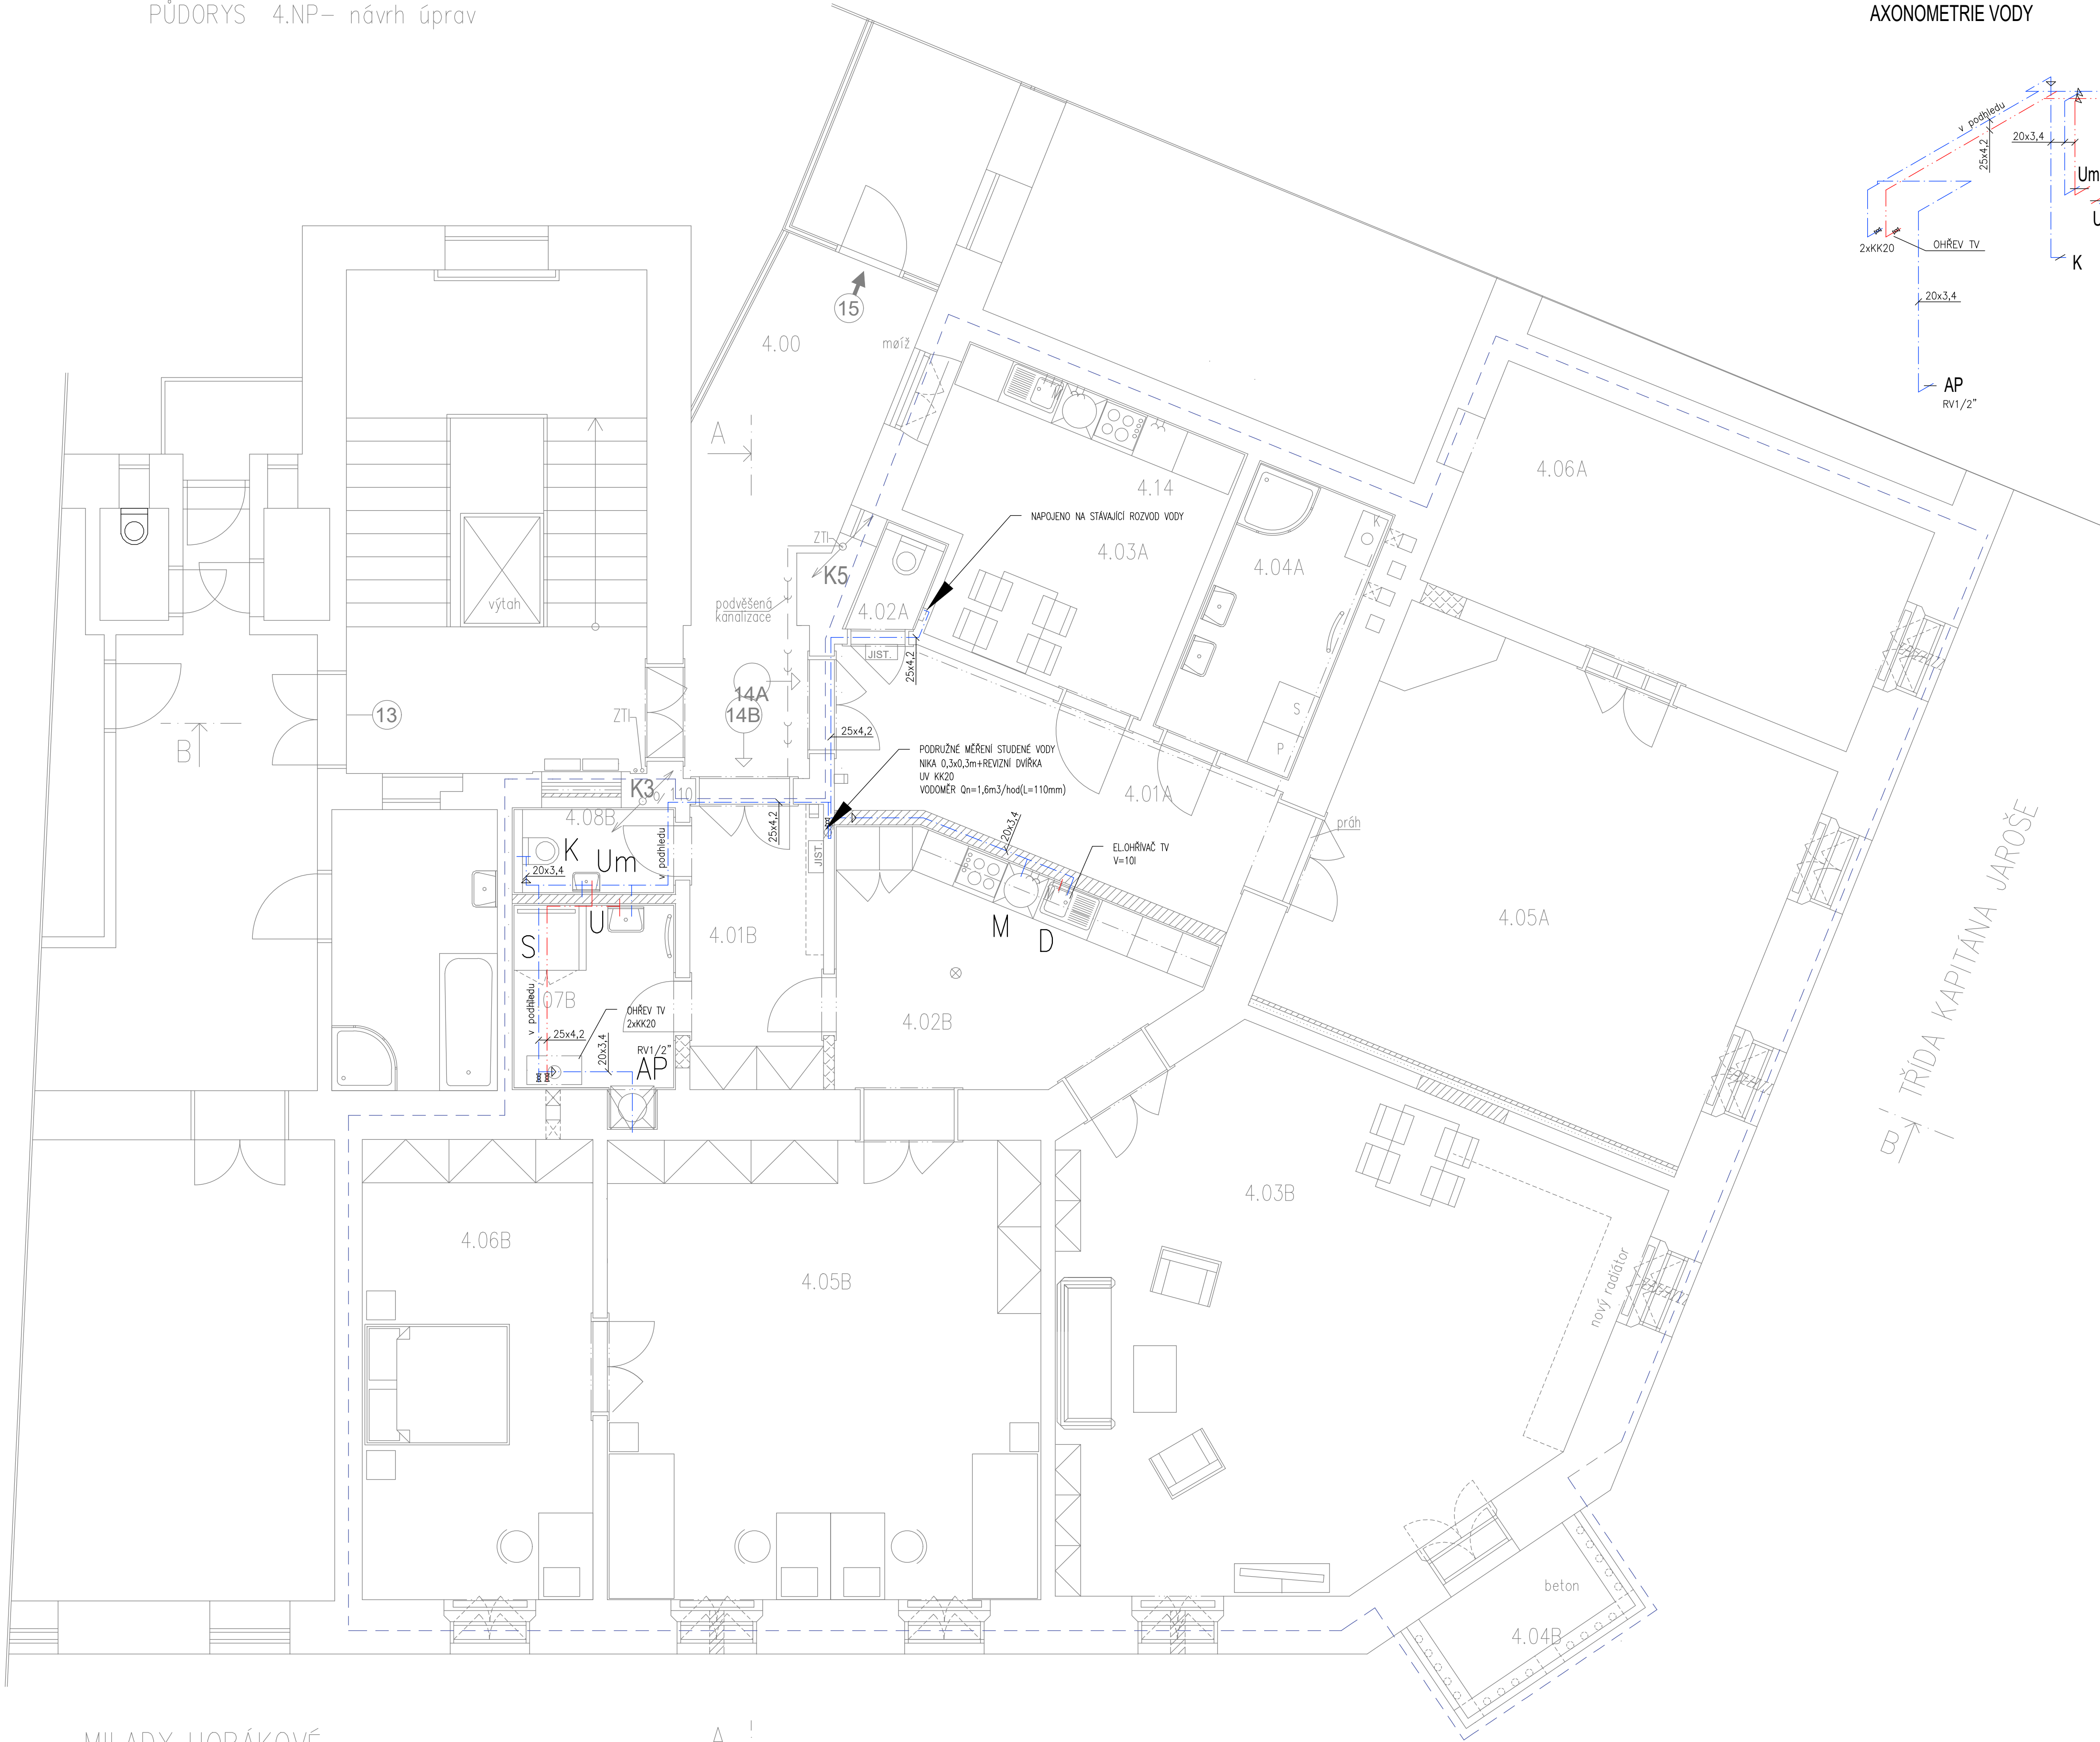 PŮDORYS 4.NP– návrh úprav
AXONOMETRIE VODY
v podhledu
25x4,2
20x3,4
Um
U
2xKK20
OHŘEV TV
K
20x3,4
AP
RV1/2"
15
4.00
møíž
A
4.14
4.06A
NAPOJENO NA STÁVAJÍCÍ ROZVOD VODY
ZTI
K5
4.03A
4.04A
K
výtah
podvěšená
kanalizace
4.02A
JIST.
25x4,2
14A
14B
13
ZTI
B
25x4,2
S
P
PODRUŽNÉ MĚŘENÍ STUDENÉ VODY
NIKA 0,3x0,3m+REVIZNÍ DVÍŘKA
UV KK20
VODOMĚR Qn=1,6m3/hod(L=110mm)
4.01A
K3
110
4.08B
25x4,2
v podhledu
JIST.
20x3,4
práh
EL.OHŘÍVAČ TV
V=10l
K
Um
20x3,4
U
S
4.01B
M
D
4.05A
TŘÍDA KAPITÁNA JAROŠE
07B
v podhledu
OHŘEV TV
2xKK20
25x4,2
20x3,4
RV1/2"
AP
4.02B
B
4.03B
4.06B
4.05B
nový radiátor
beton
4.04B
MILADY HORÁKOVÉ
A